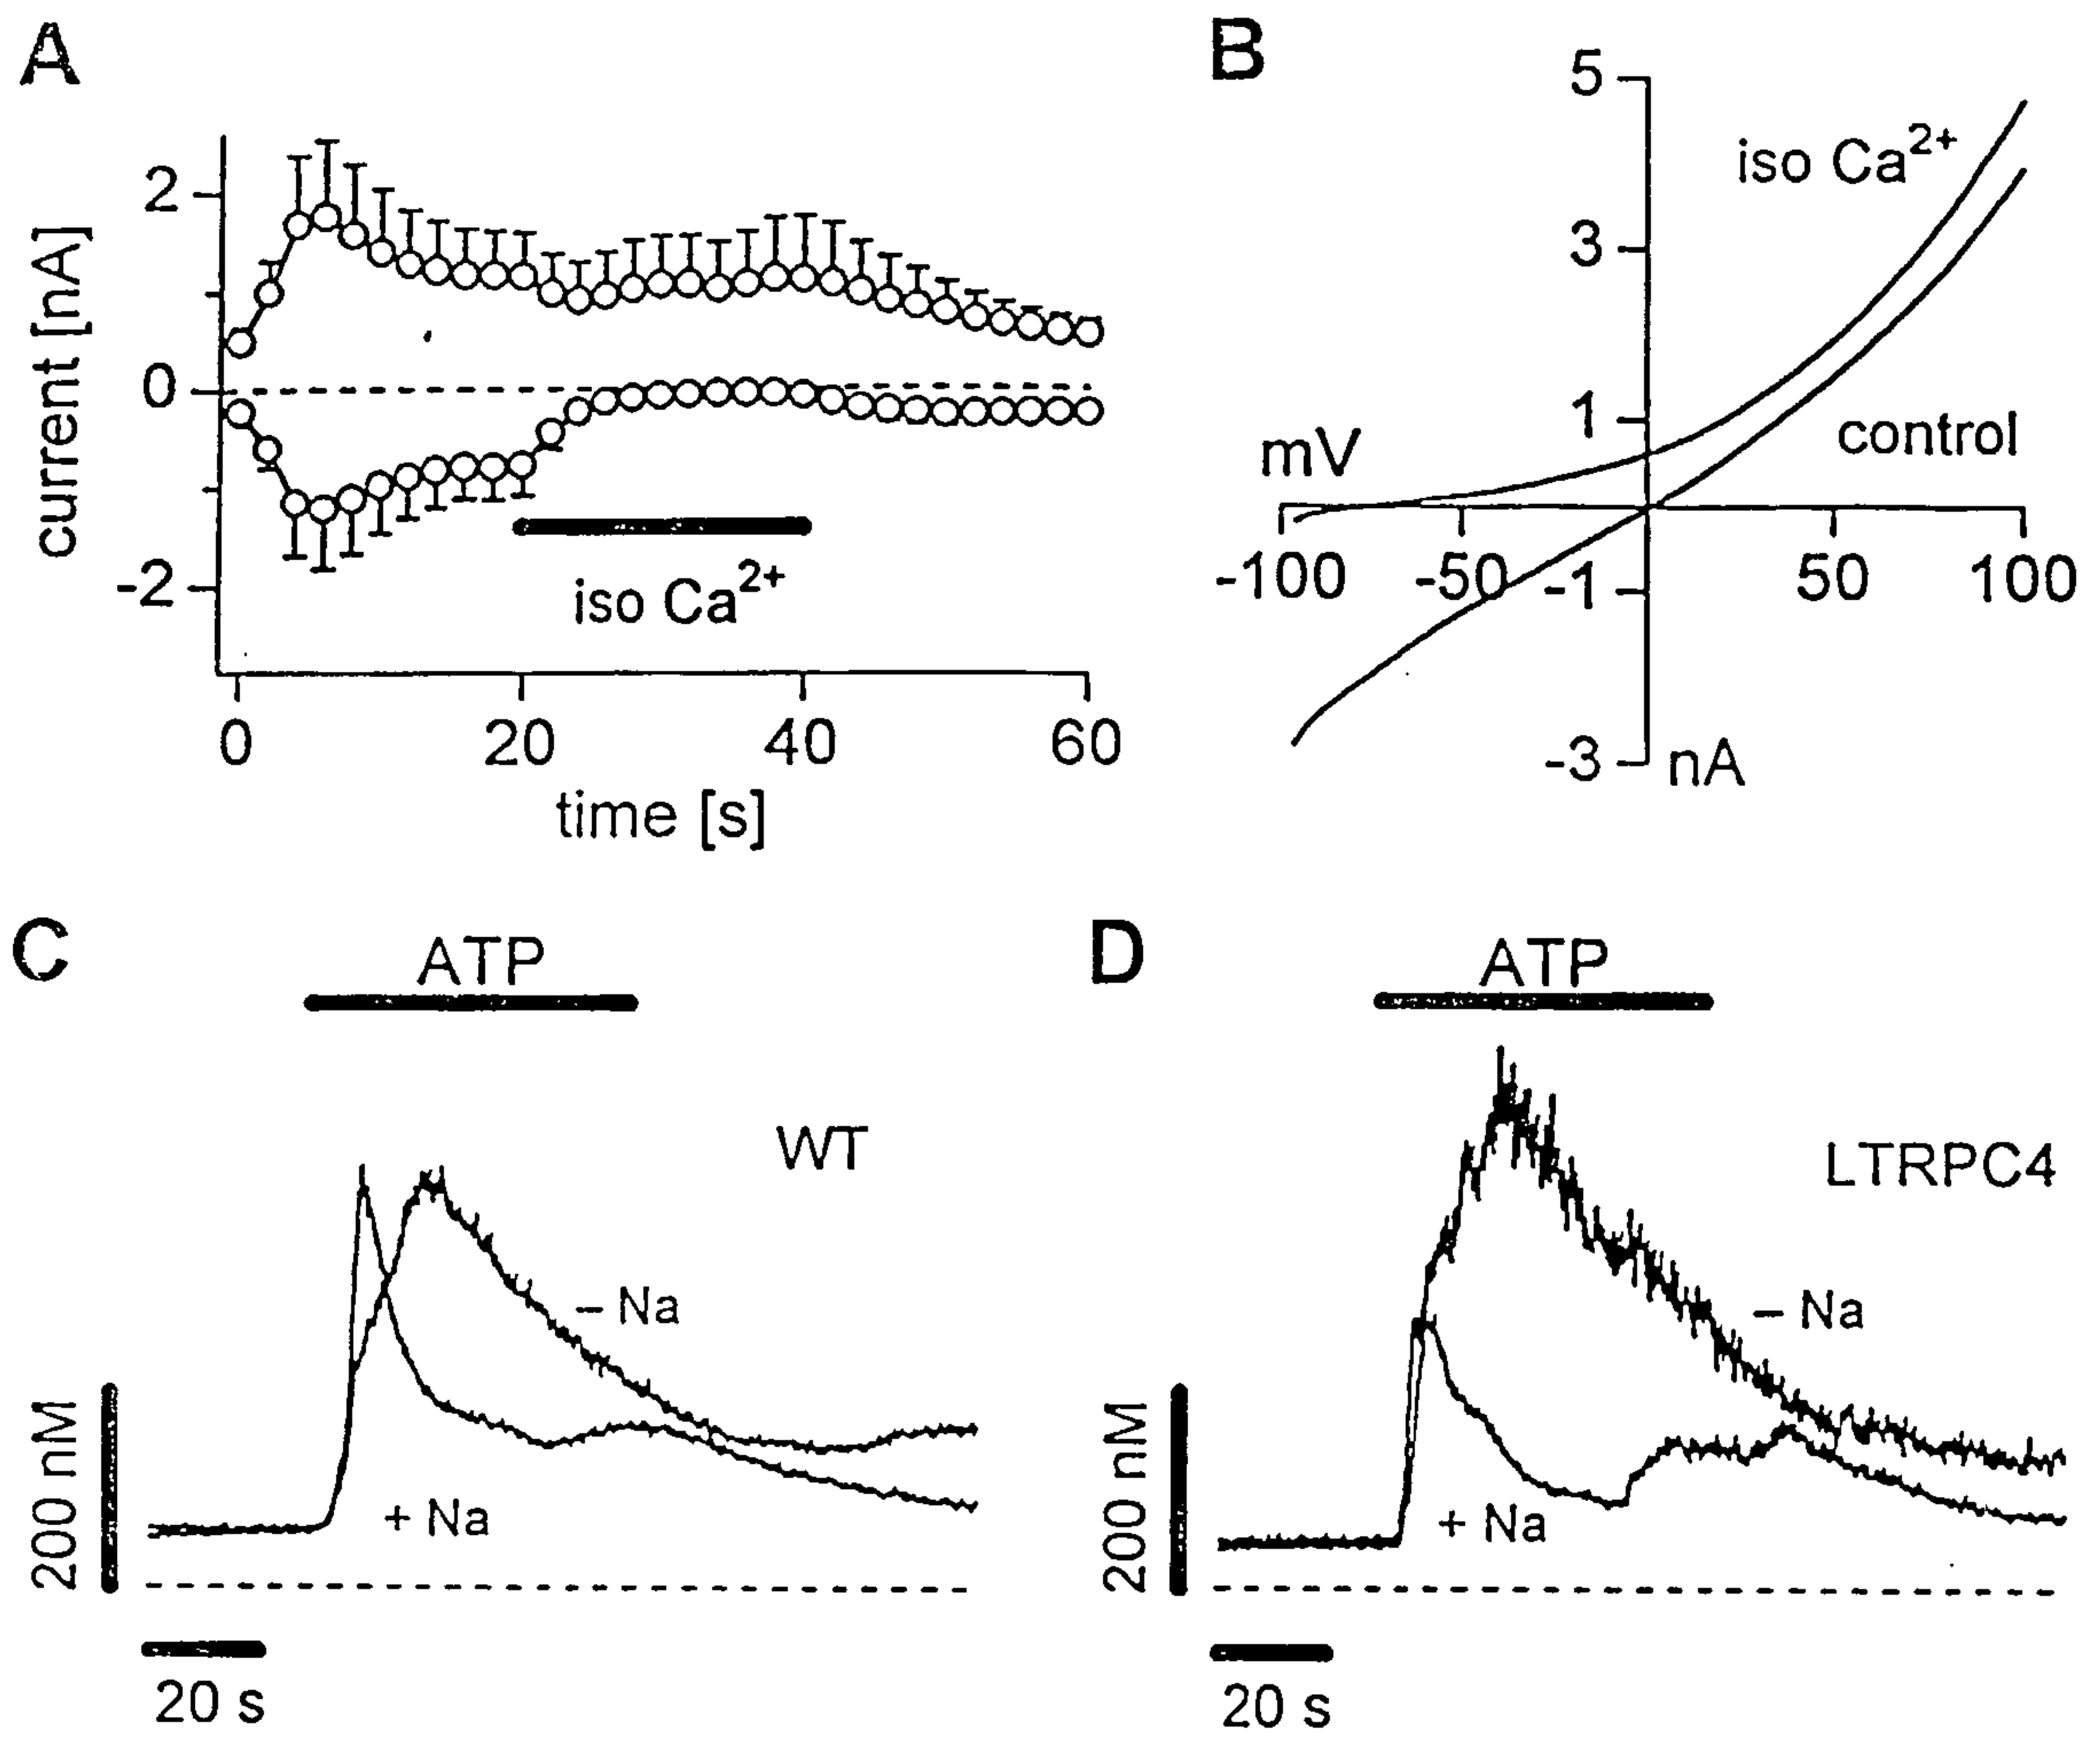 A
current [nA]
2
0
-2
iso Ca²⁺
0
20
40
60
time [s]
B
5
3
1
-1
-3
nA
mV
-100
-50
50
100
iso Ca²⁺
control
C
ATP
WT
– Na
+ Na
200 nM
20 s
D
ATP
LTRPC4
– Na
+ Na
200 nM
20 s